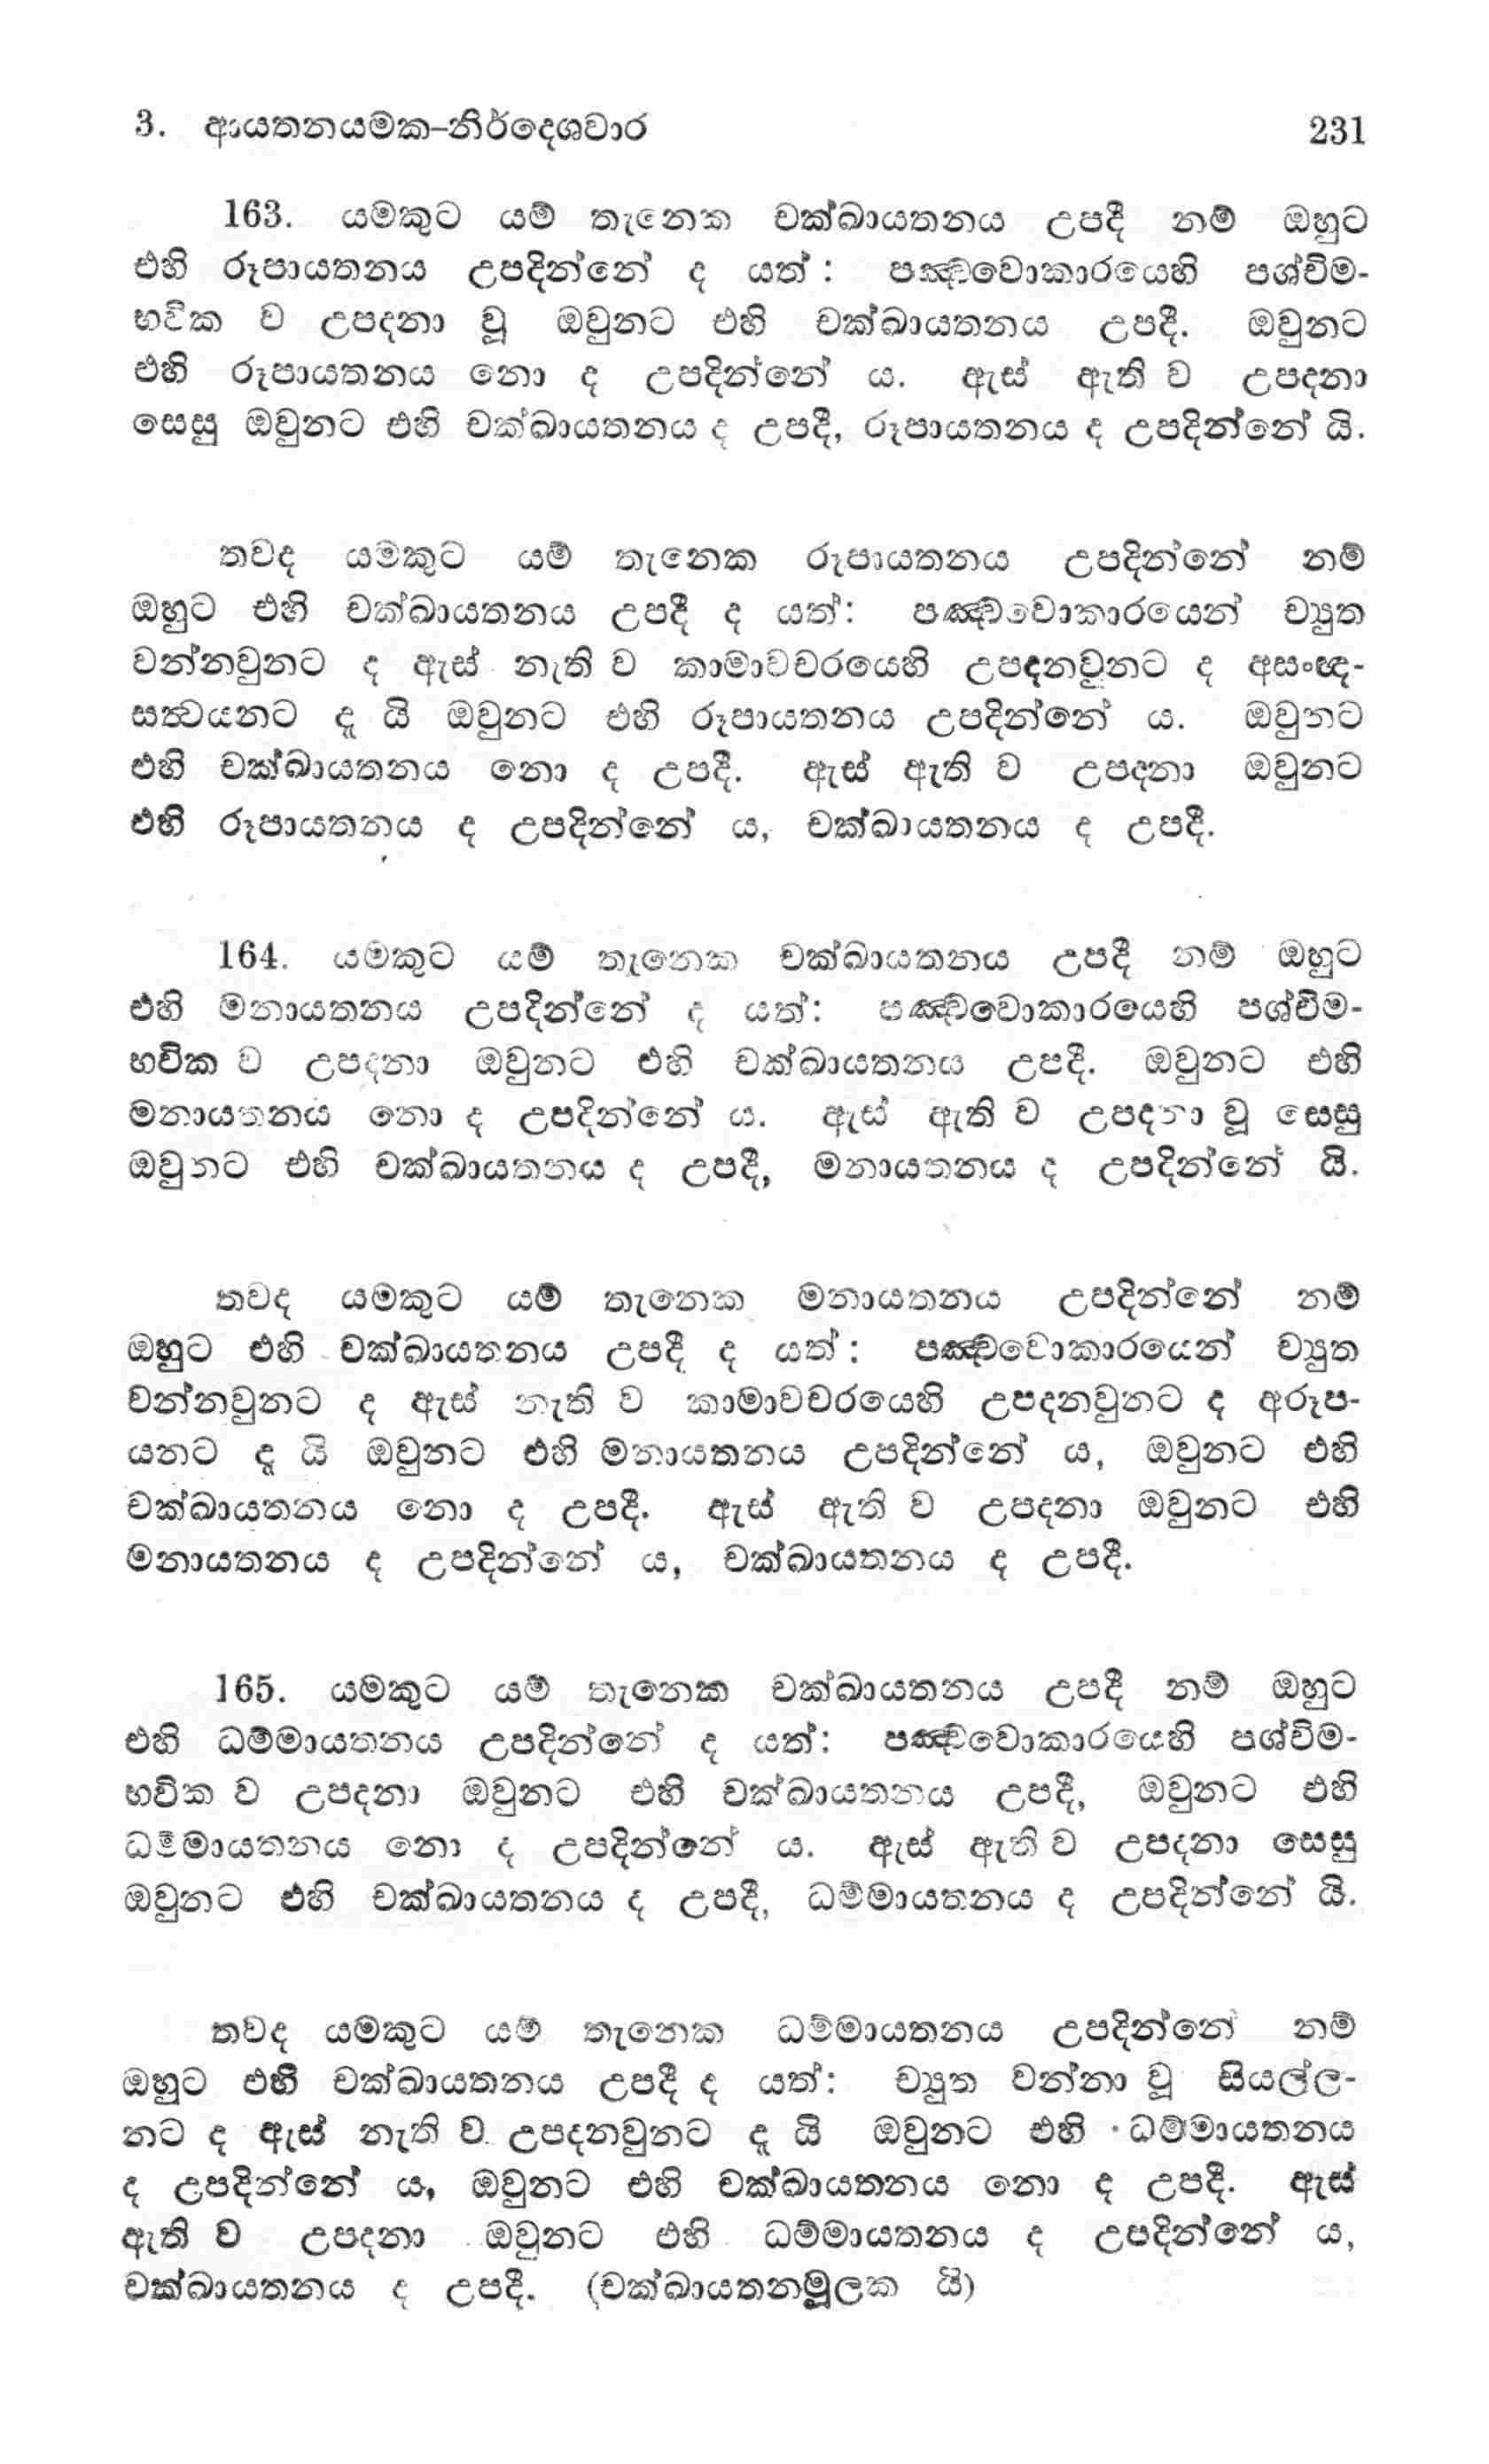 3. ආයතනයමක–නිර්දෙශවාර 231
163. යමකුට යම් තැනෙක චක්ඛායතනය උපදී නම් ඔහුට
එහි රූපායතනය උපදින්නේ ද යත් : පඤ්චවොකාරයෙහි පශ්චිම-
භවික ව උපදනා වූ ඔවුනට එහි චක්ඛායතනය උපදී. ඔවුනට
එහි රූපායතනය නො ද උපදින්නේ ය. ඇස් ඇති ව උපදනා
සෙසු ඔවුනට එහි චක්ඛායතනය ද උපදී, රූපායතනය ද උපදින්නේ යි.
තවද යමකුට යම් තැනෙක රූපායතනය උපදින්නේ නම්
ඔහුට එහි චක්ඛායතනය උපදී ද යත්: පඤ්චවොකාරයෙන් ච්‍යුත
වන්නවුනට ද ඇස් නැති ව කාමාවචරයෙහි උපදනවුනට ද අසංඥ-
සත්‍වයනට දැ යි ඔවුනට එහි රූපායතනය උපදින්නේ ය. ඔවුනට
එහි චක්ඛායතනය නො ද උපදී. ඇස් ඇති ව උපදනා ඔවුනට
එහි රූපායතනය ද උපදින්නේ ය, චක්ඛායතනය ද උපදී.
164. යමකුට යම් තැනෙක චක්ඛායතනය උපදී නම් ඔහුට
එහි මනායතනය උපදින්නේ ද යත්: පඤ්චවොකාරයෙහි පශ්චිම-
භවික ව උපදනා ඔවුනට එහි චක්ඛායතනය උපදී. ඔවුනට එහි
මනායතනය නො ද උපදින්නේ ය. ඇස් ඇති ව උපදනා වූ සෙසු
ඔවුනට එහි චක්ඛායතනය ද උපදී, මනායතනය ද උපදින්නේ යි.
තවද යමකුට යම් තැනෙක මනායතනය උපදින්නේ නම්
ඔහුට එහි චක්ඛායතනය උපදී ද යත් : පඤ්චවොකාරයෙන් ච්‍යුත
වන්නවුනට ද ඇස් නැති ව කාමාවචරයෙහි උපදනවුනට ද අරූප-
යනට දැ යි ඔවුනට එහි මනායතනය උපදින්නේ ය, ඔවුනට එහි
චක්ඛායතනය නො ද උපදී. ඇස් ඇති ව උපදනා ඔවුනට එහි
මනායතනය ද උපදින්නේ ය, චක්ඛායතනය ද උපදී.
165. යමකුට යම් තැනෙක චක්ඛායතනය උපදී නම් ඔහුට
එහි ධම්මායතනය උපදින්නේ ද යත්: පඤ්චවොකාරයෙහි පශ්චිම-
භවික ව උපදනා ඔවුනට එහි චක්ඛායතනය උපදී, ඔවුනට එහි
ධම්මායතනය නො ද උපදින්නේ ය. ඇස් ඇති ව උපදනා සෙසු
ඔවුනට එහි චක්ඛායතනය ද උපදී, ධම්මායතනය ද උපදින්නේ යි.
තවද යමකුට යම් තැනෙක ධම්මායතනය උපදින්නේ නම්
ඔහුට එහි චක්ඛායතනය උපදී ද යත්: ච්‍යුත වන්නා වූ සියල්ල-
නට ද ඇස් නැති ව උපදනවුනට දැ යි ඔවුනට එහි ධම්මායතනය
ද උපදින්නේ ය, ඔවුනට එහි චක්ඛායතනය නො ද උපදී. ඇස්
ඇති ව උපදනා ඔවුනට එහි ධම්මායතනය ද උපදින්නේ ය,
චක්ඛායතනය ද උපදී. (චක්ඛායතනමූලක යි)